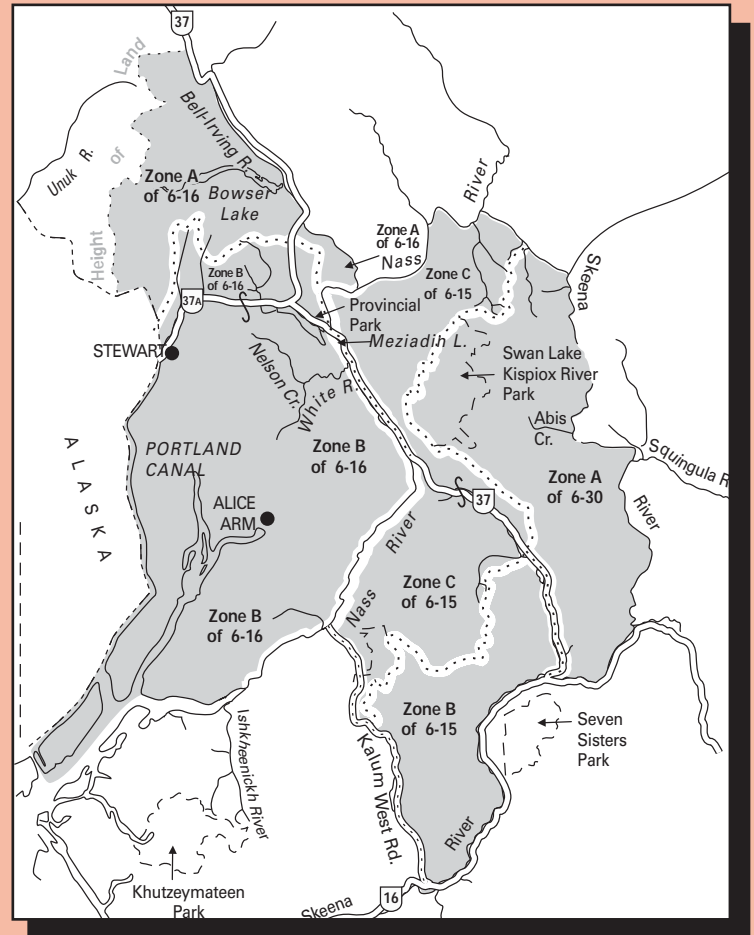 37
Land
of
Height
Unuk R.
Bell-Irving R.
Zone A
of 6-16
Bowser
Lake
River
Zone A
of 6-16
Nass
Zone C
of 6-15
Skeena
Zone B
of 6-16
37A
Provincial
Park
Meziadin L.
STEWART
Nelson Cr.
White R.
Swan Lake
Kispiox River
Park
Abis
Cr.
Squingula R
PORTLAND
CANAL
Zone B
of 6-16
Zone A
of 6-30
ALASKA
ALICE
ARM
37
River
River
Nass
Zone C
of 6-15
Zone B
of 6-16
Zone B
of 6-15
Seven
Sisters
Park
Ishkheenickh River
Kalum West Rd.
River
Khutzeymateen
Park
Skeena
16